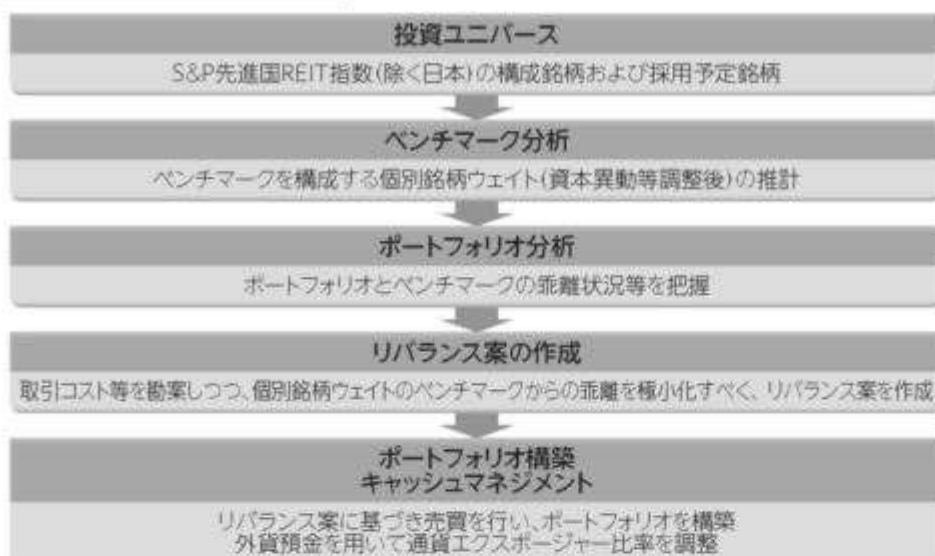 投資ユニバース
S&P先進国REIT指数(除く日本)の構成銘柄および採用予定銘柄
ベンチマーク分析
ベンチマークを構成する個別銘柄ウェイト(資本異動等調整後)の推計
ポートフォリオ分析
ポートフォリオとベンチマークの乖離状況等を把握
リバランス案の作成
取引コスト等を勘案しつつ、個別銘柄ウェイトのベンチマークからの乖離を極小化すべく、リバランス案を作成
ポートフォリオ構築
キャッシュマネジメント
リバランス案に基づき売買を行い、ポートフォリオを構築
外貨預金を用いて通貨エクスポージャー比率を調整